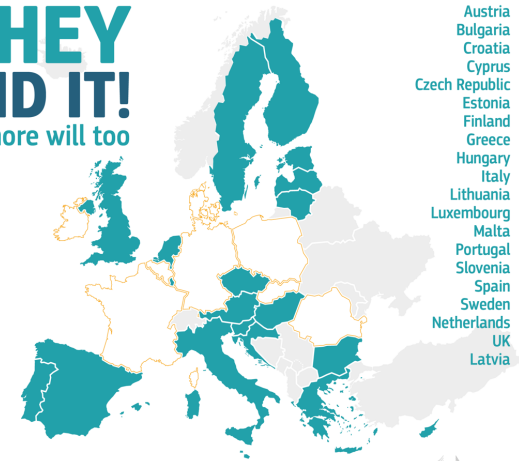 HEY
ID IT!
ore will too
Austria
Bulgaria
Croatia
Cyprus
Czech Republic
Estonia
Finland
Greece
Hungary
Italy
Lithuania
Luxembourg
Malta
Portugal
Slovenia
Spain
Sweden
Netherlands
UK
Latvia